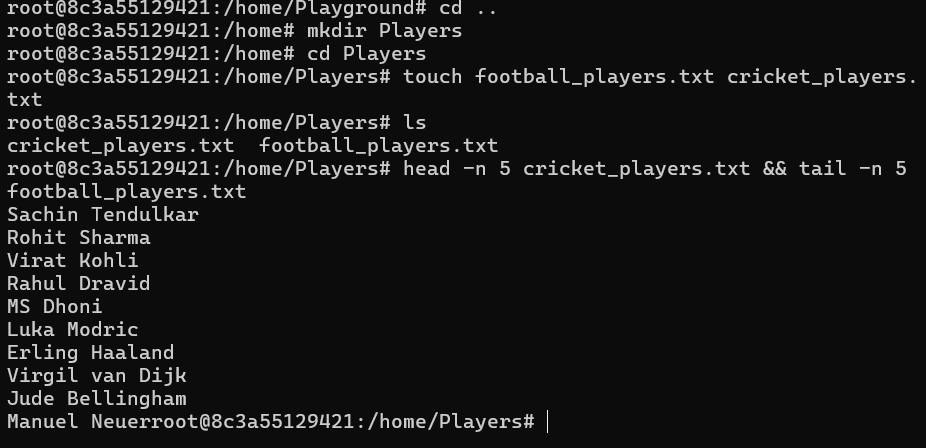 root@8c3a55129421:/home/Playground# cd ..
root@8c3a55129421:/home# mkdir Players
root@8c3a55129421:/home# cd Players
root@8c3a55129421:/home/Players# touch football_players.txt cricket_players.
txt
root@8c3a55129421:/home/Players# ls
cricket_players.txt  football_players.txt
root@8c3a55129421:/home/Players# head -n 5 cricket_players.txt && tail -n 5
football_players.txt
Sachin Tendulkar
Rohit Sharma
Virat Kohli
Rahul Dravid
MS Dhoni
Luka Modric
Erling Haaland
Virgil van Dijk
Jude Bellingham
Manuel Neuerroot@8c3a55129421:/home/Players#